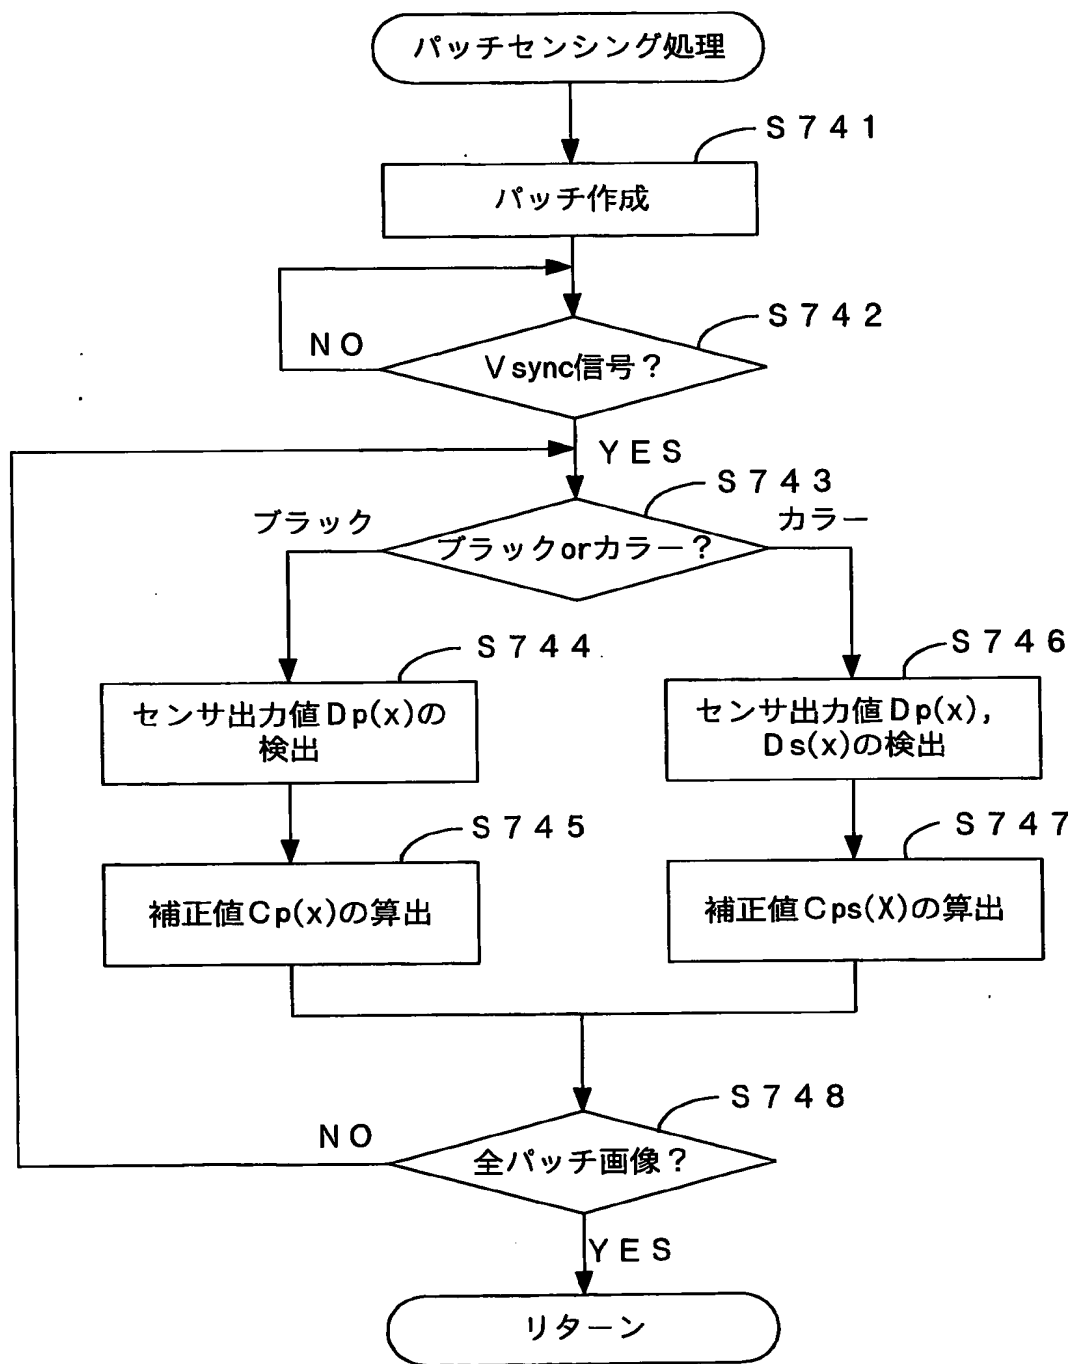 パッチセンシング処理
S741
パッチ作成
S742
NO
Vsync信号?
YES
S743
ブラック
カラー
ブラックorカラー?
S744
センサ出力値Dp(x)の
検出
S746
センサ出力値Dp(x),
Ds(x)の検出
S745
補正値Cp(x)の算出
S747
補正値Cps(X)の算出
S748
NO
全パッチ画像?
YES
リターン